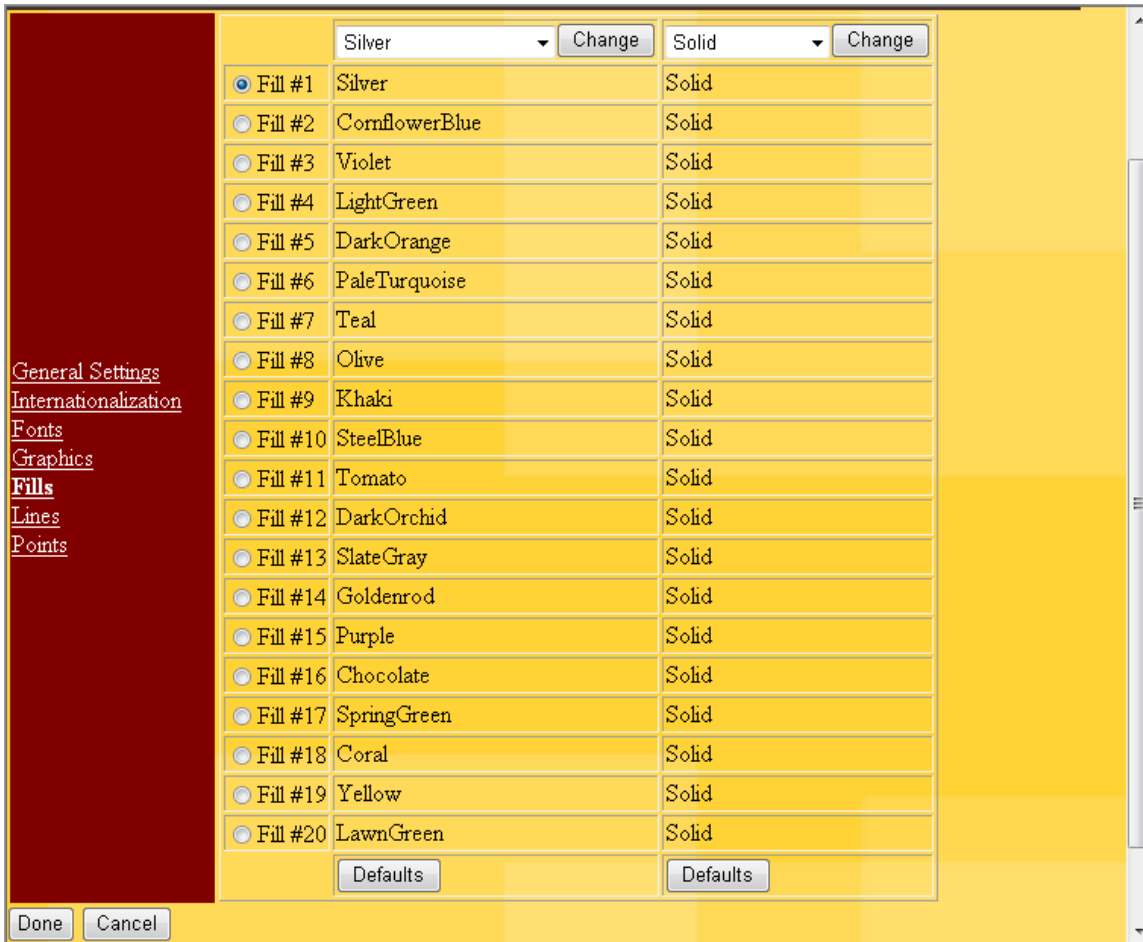 Silver Change Solid Change
Fill #1 Silver Solid
Fill #2 CornflowerBlue Solid
Fill #3 Violet Solid
Fill #4 LightGreen Solid
Fill #5 DarkOrange Solid
Fill #6 PaleTurquoise Solid
Fill #7 Teal Solid
Fill #8 Olive Solid
Fill #9 Khaki Solid
Fill #10 SteelBlue Solid
Fill #11 Tomato Solid
Fill #12 DarkOrchid Solid
Fill #13 SlateGray Solid
Fill #14 Goldenrod Solid
Fill #15 Purple Solid
Fill #16 Chocolate Solid
Fill #17 SpringGreen Solid
Fill #18 Coral Solid
Fill #19 Yellow Solid
Fill #20 LawnGreen Solid
Defaults Defaults
General Settings
Internationalization
Fonts
Graphics
Fills
Lines
Points
Done Cancel